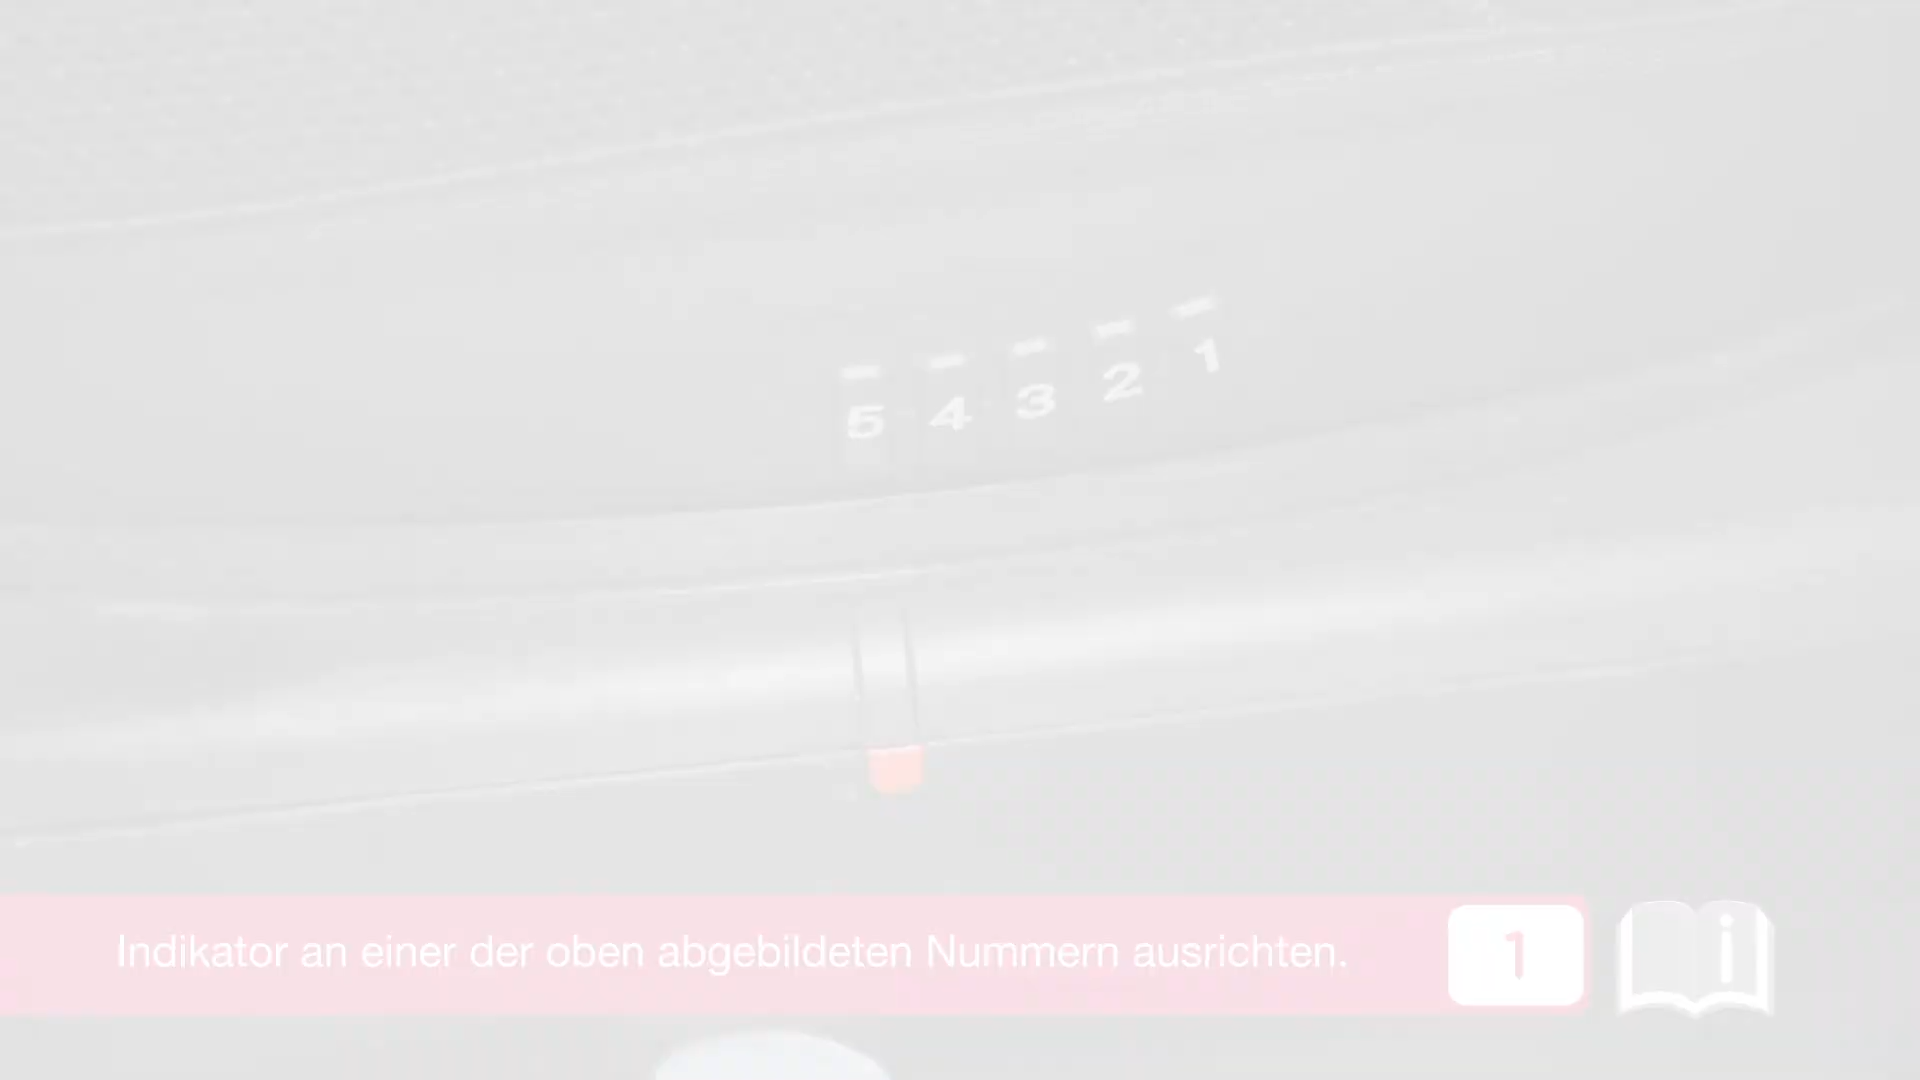 5 4 3 2 1
Indikator an einer der oben abgebildeten Nummern ausrichten.
1
i